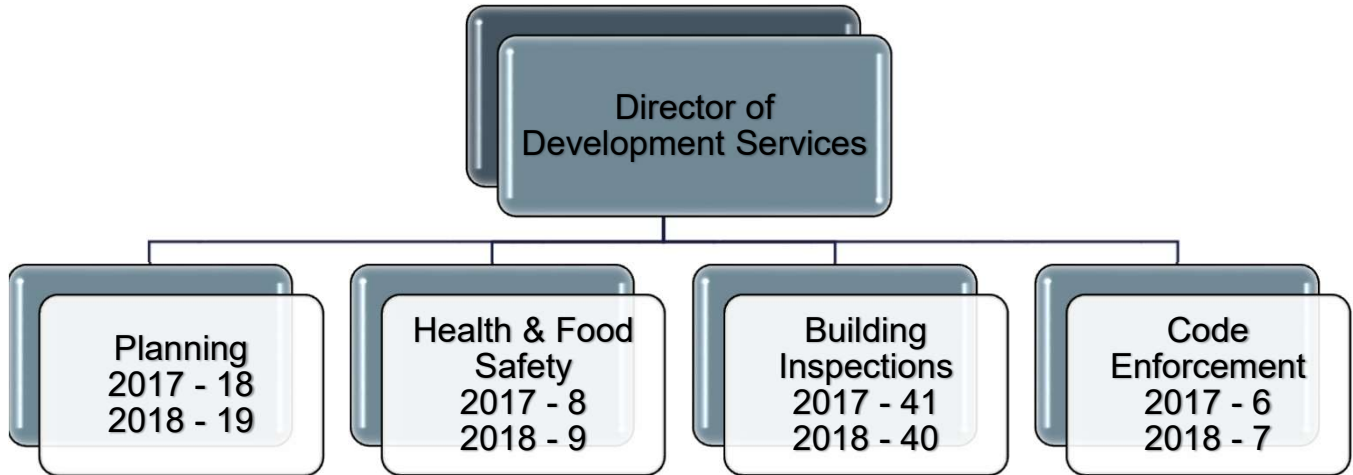 Director of
Development Services
Planning
2017 - 18
2018 - 19
Health & Food
Safety
2017 - 8
2018 - 9
Building
Inspections
2017 - 41
2018 - 40
Code
Enforcement
2017 - 6
2018 - 7